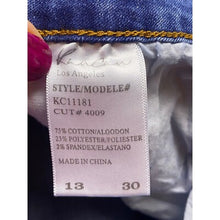 Los Angeles
STYLE/MODELE#
KC11181
CUT# 4009
75% COTTON/ALGODON
23% POLYESTER/POLIESTER
2% SPANDEX/ELASTANO
MADE IN CHINA
13 30